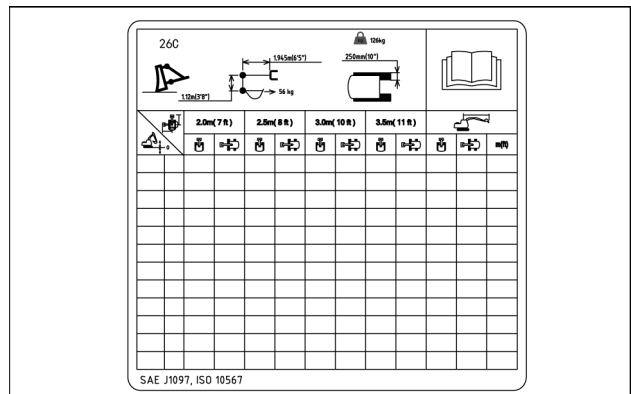 26C
126kg
1.945m(6'5")
250mm(10")
1.12m(3'8")
56 kg
2.0m( 7 ft )
2.5m( 8 ft )
3.0m( 10 ft )
3.5m( 11 ft )
0
m(ft)
SAE J1097, ISO 10567